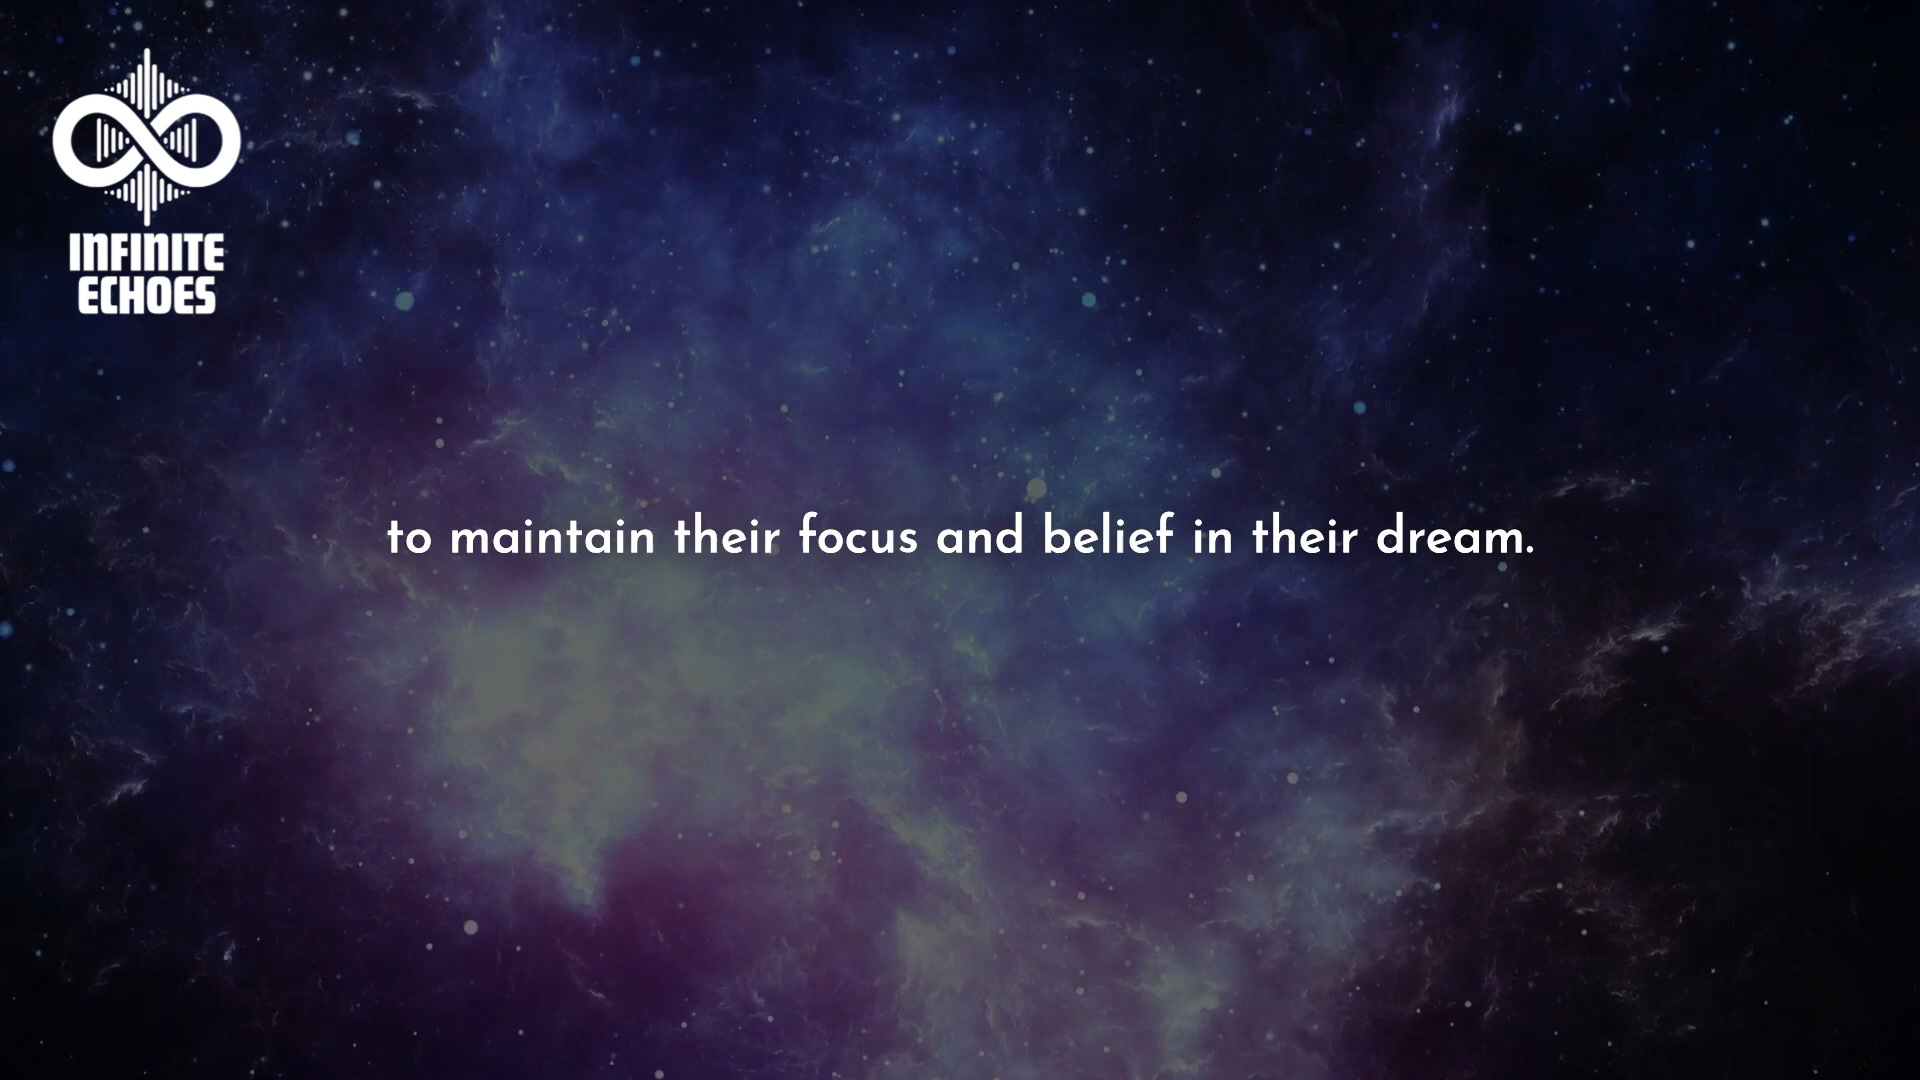 INFINITE
ECHOES
to maintain their focus and belief in their dream.